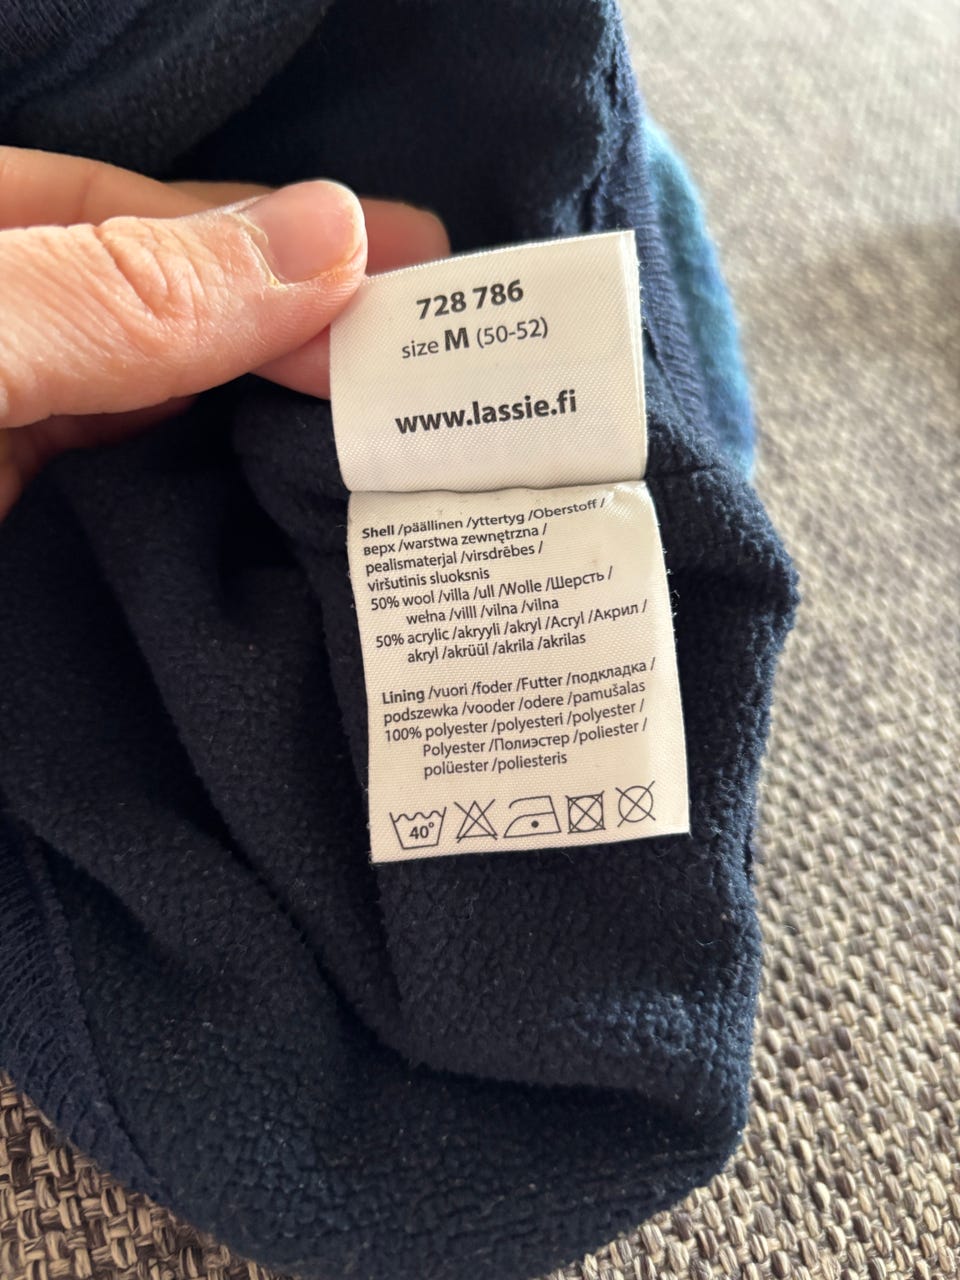 728 786
size M (50-52)
www.lassie.fi
Shell /päällinen /yttertyg /Oberstoff /
верх /warstwa zewnętrzna /
pealismaterjal /virsdrēbes /
viršutinis sluoksnis
50% wool /villa /ull /Wolle /Шерсть /
wełna /villl /vilna /vilna
50% acrylic /akryyli /akryl /Acryl /Акрил /
akryl /akrüül /akrila /akrilas
Lining /vuori /foder /Futter /подкладка /
podszewka /vooder /odere /pamušalas
100% polyester /polyesteri /polyester /
Polyester /Полиэстер /poliester /
polüester /poliesteris
40°